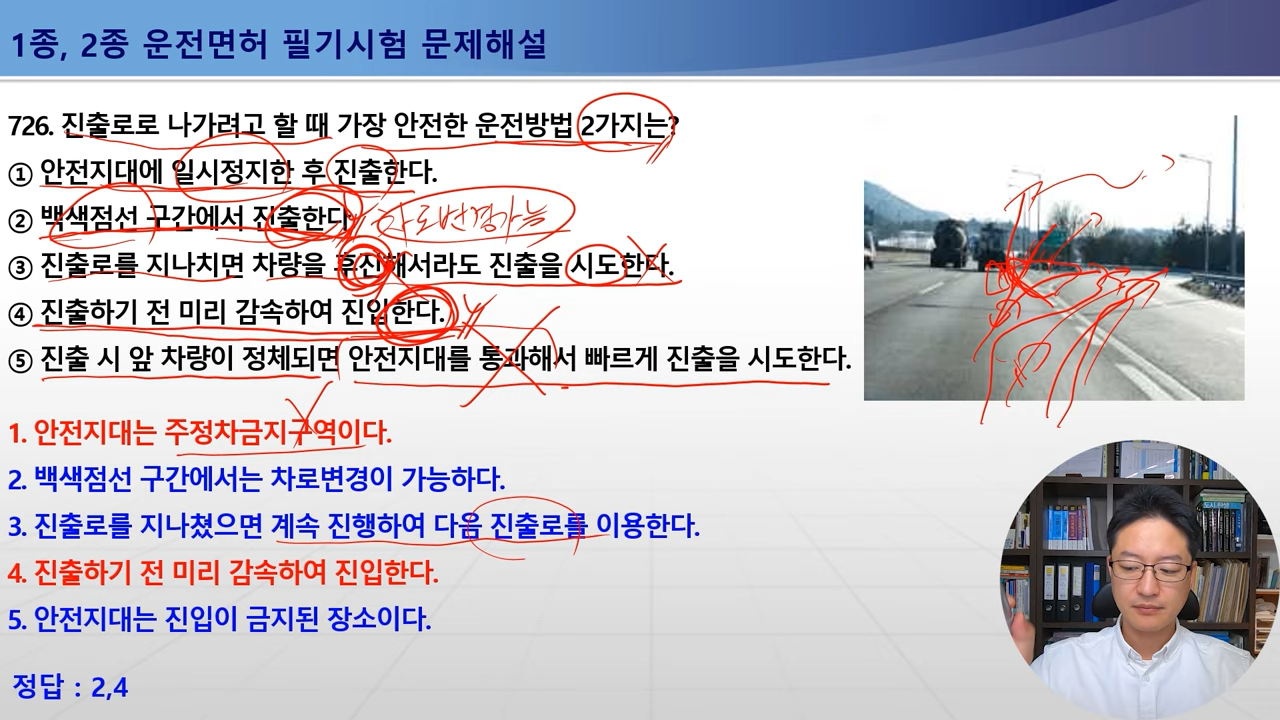 1종, 2종 운전면허 필기시험 문제해설
726. 진출로로 나가려고 할 때 가장 안전한 운전방법 2가지는?
① 안전지대에 일시정지한 후 진출한다.
② 백색점선 구간에서 진출한다. 차로변경가능
③ 진출로를 지나치면 차량을 후진해서라도 진출을 시도한다.
④ 진출하기 전 미리 감속하여 진입한다.
⑤ 진출 시 앞 차량이 정체되면 안전지대를 통과해서 빠르게 진출을 시도한다.
1. 안전지대는 주정차금지구역이다.
2. 백색점선 구간에서는 차로변경이 가능하다.
3. 진출로를 지나쳤으면 계속 진행하여 다음 진출로를 이용한다.
4. 진출하기 전 미리 감속하여 진입한다.
5. 안전지대는 진입이 금지된 장소이다.
정답 : 2,4